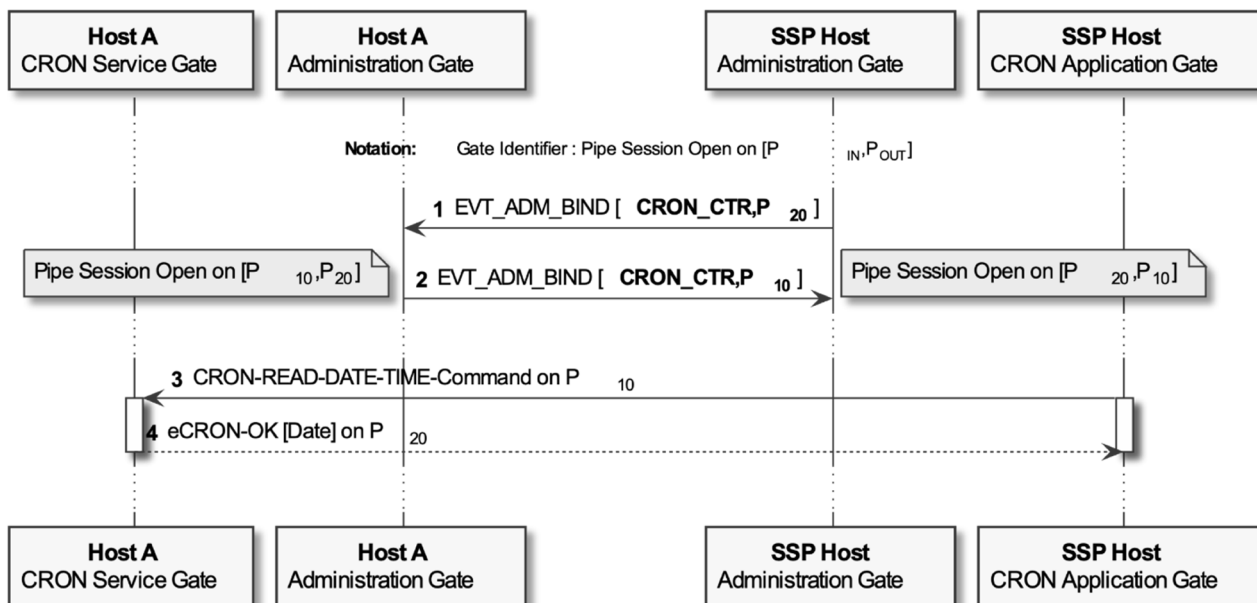 Host A
CRON Service Gate
Host A
Administration Gate
SSP Host
Administration Gate
SSP Host
CRON Application Gate
Notation: Gate Identifier : Pipe Session Open on [P IN,POUT]
1 EVT_ADM_BIND [ CRON_CTR,P 20 ]
Pipe Session Open on [P 10,P20]
2 EVT_ADM_BIND [ CRON_CTR,P 10 ]
Pipe Session Open on [P 20,P10]
3 CRON-READ-DATE-TIME-Command on P 10
4 eCRON-OK [Date] on P 20
Host A
CRON Service Gate
Host A
Administration Gate
SSP Host
Administration Gate
SSP Host
CRON Application Gate